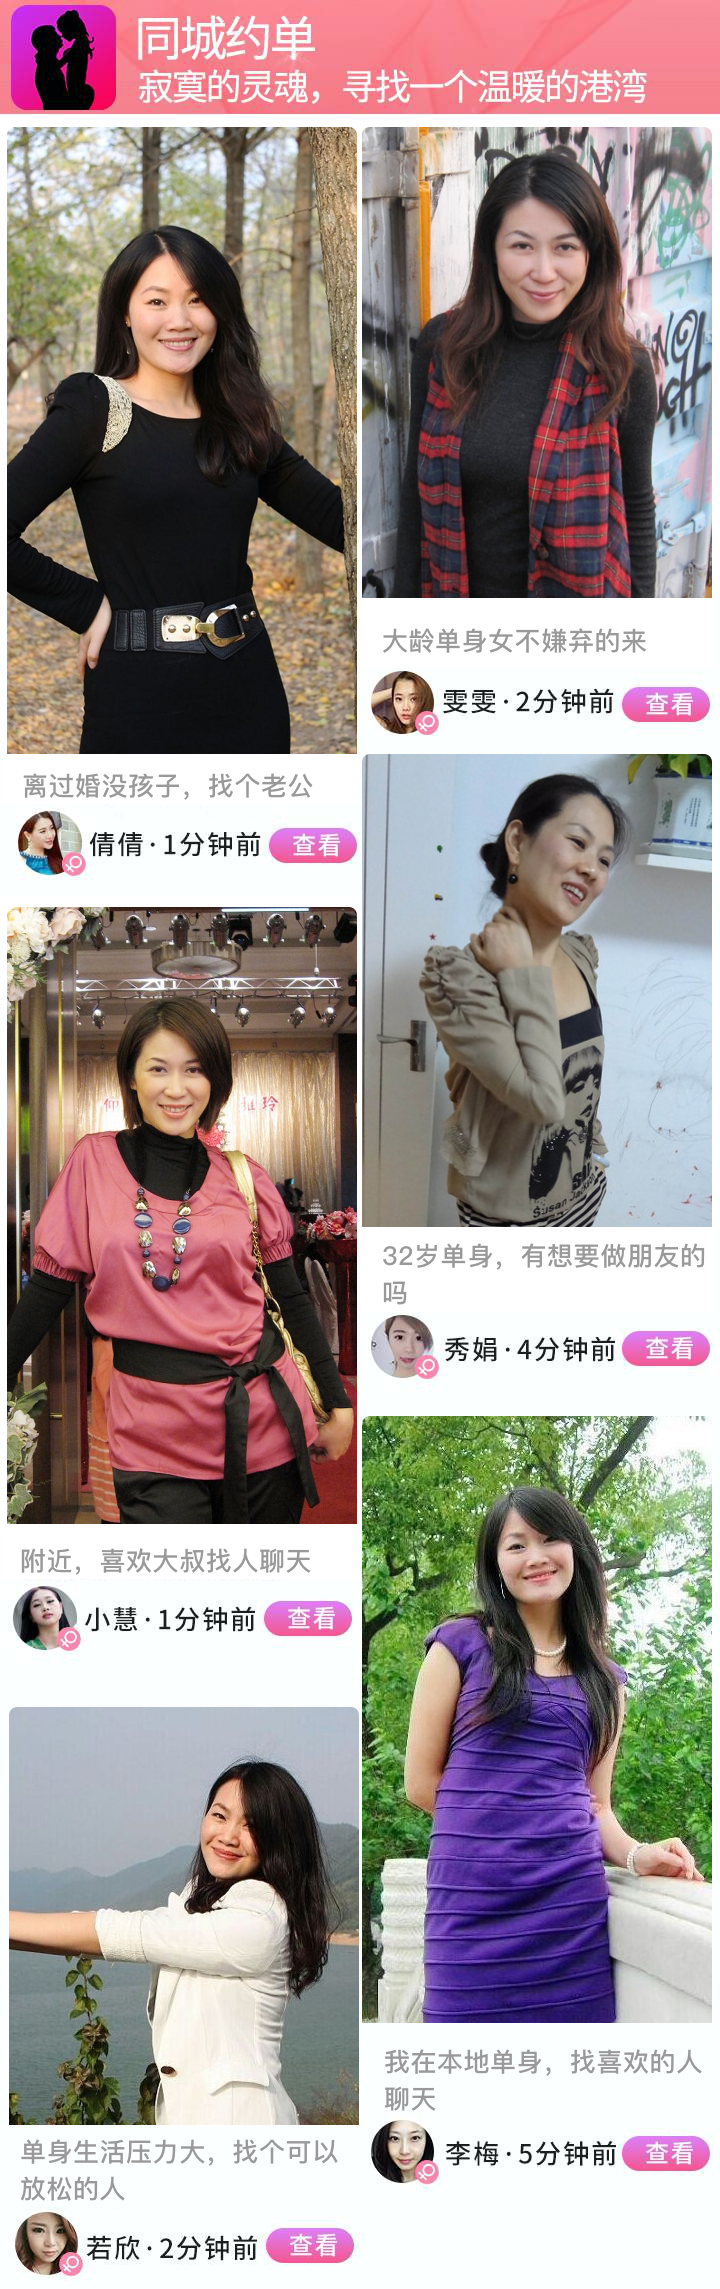 同城约单
寂寞的灵魂，寻找一个温暖的港湾
离过婚没孩子，找个老公
倩倩·1分钟前 查看
大龄单身女不嫌弃的来
雯雯·2分钟前 查看
Susan
附近，喜欢大叔找人聊天
小慧·1分钟前 查看
32岁单身，有想要做朋友的
吗
秀娟·4分钟前 查看
单身生活压力大，找个可以
放松的人
若欣·2分钟前 查看
我在本地单身，找喜欢的人
聊天
李梅·5分钟前 查看